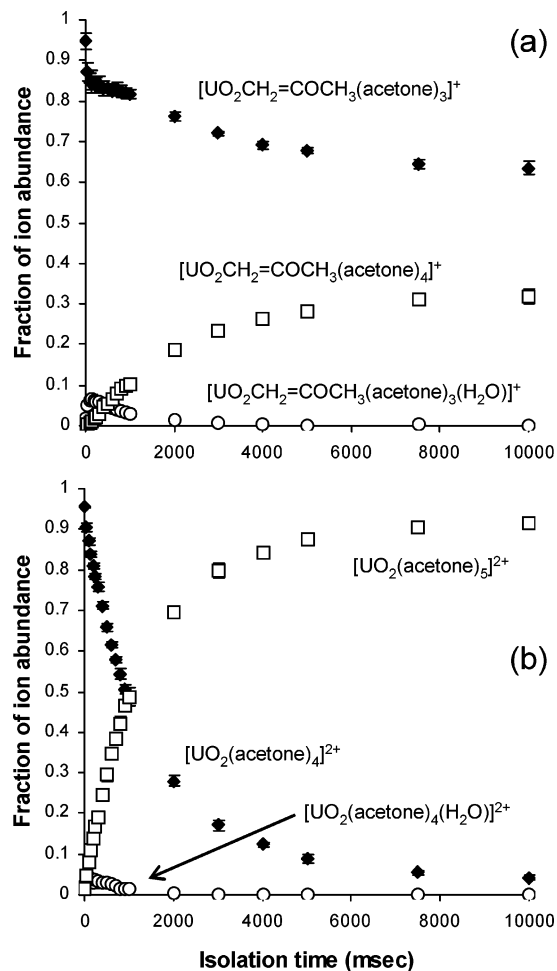 (a)
1
0.9
0.8
0.7
0.6
0.5
0.4
0.3
0.2
0.1
0
Fraction of ion abundance
[UO₂CH₂=COCH₃(acetone)₃]⁺
[UO₂CH₂=COCH₃(acetone)₄]⁺
[UO₂CH₂=COCH₃(acetone)₃(H₂O)]⁺
0 2000 4000 6000 8000 10000
1
0.9
0.8
0.7
0.6
0.5
0.4
0.3
0.2
0.1
0
Fraction of ion abundance
[UO₂(acetone)₅]²⁺
(b)
[UO₂(acetone)₄]²⁺
[UO₂(acetone)₄(H₂O)]²⁺
0 2000 4000 6000 8000 10000
Isolation time (msec)